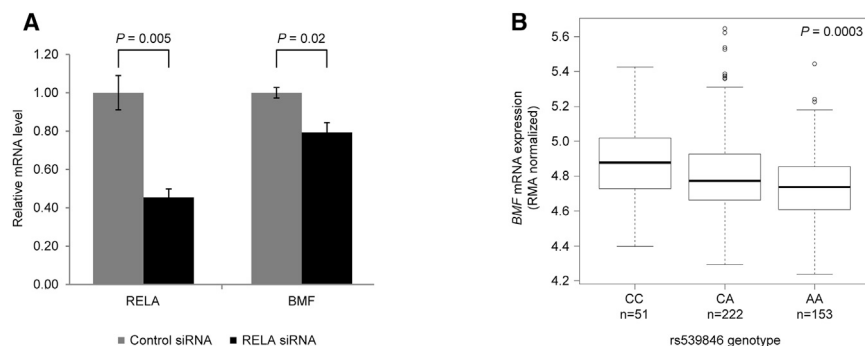 A
P = 0.005
P = 0.02
Relative mRNA level
1.20
1.00
0.80
0.60
0.40
0.20
0.00
RELA
BMF
Control siRNA
RELA siRNA
B
P = 0.0003
BMF mRNA expression
(RMA normalized)
5.6
5.4
5.2
5.0
4.8
4.6
4.4
4.2
CC
CA
AA
n=51
n=222
n=153
rs539846 genotype